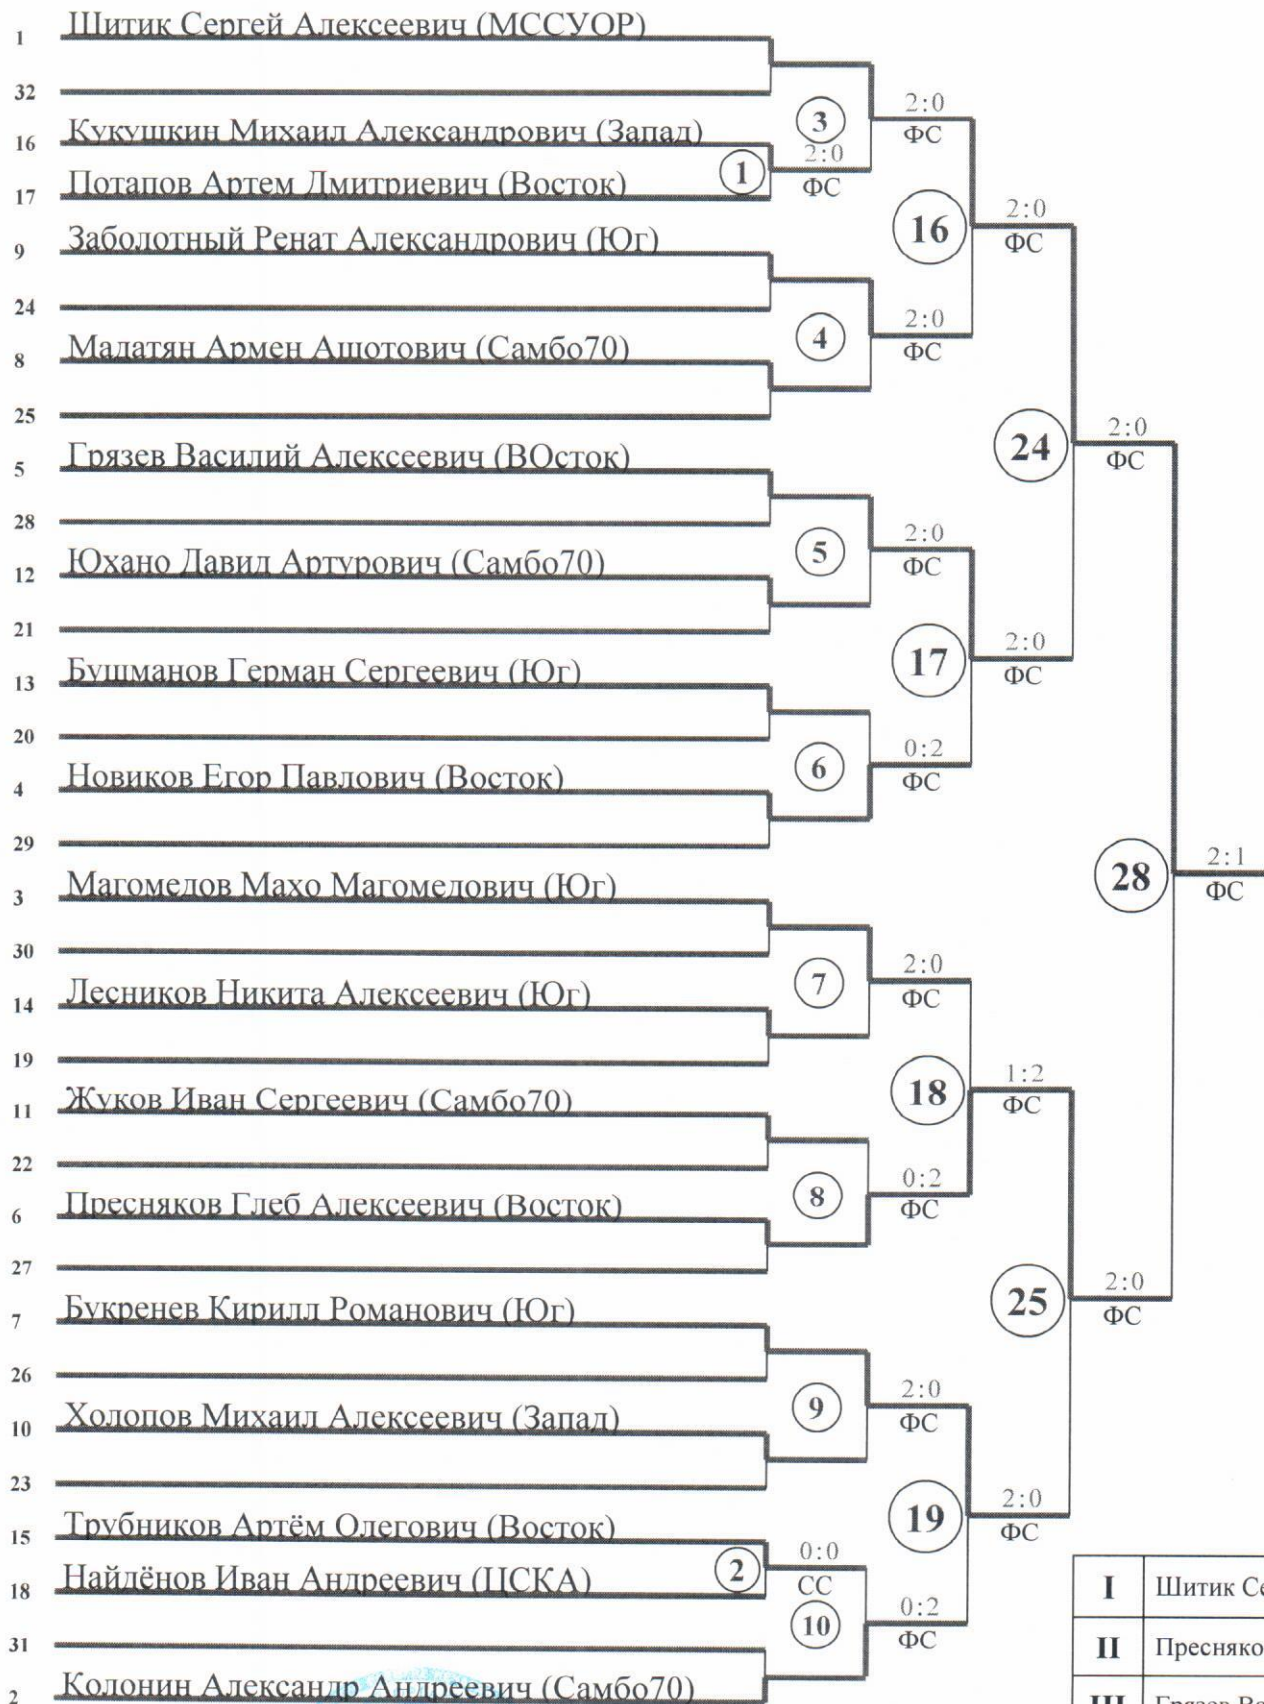 1 Шитик Сергей Алексеевич (МССУОР)
32
16 Кукушкин Михаил Александрович (Запад)
17 Потапов Артем Дмитриевич (Восток)
9 Заболотный Ренат Александрович (Юг)
24
8 Мадатян Армен Ашотович (Самбо70)
25
5 Грязев Василий Алексеевич (ВОсток)
28
12 Юхано Давид Артурович (Самбо70)
21
13 Бушманов Герман Сергеевич (Юг)
20
4 Новиков Егор Павлович (Восток)
29
3 Магомедов Махо Магомедович (Юг)
30
14 Лесников Никита Алексеевич (Юг)
19
11 Жуков Иван Сергеевич (Самбо70)
22
6 Пресняков Глеб Алексеевич (Восток)
27
7 Букренев Кирилл Романович (Юг)
26
10 Холопов Михаил Алексеевич (Запад)
23
15 Трубников Артём Олегович (Восток)
18 Найдёнов Иван Андреевич (ЦСКА)
31
2 Колонин Александр Андреевич (Самбо70)
1
2:0
ФС
2
0:0
СС
3
2:0
ФС
4
2:0
ФС
5
2:0
ФС
6
0:2
ФС
7
2:0
ФС
8
0:2
ФС
9
2:0
ФС
10
0:2
ФС
16
2:0
ФС
17
2:0
ФС
18
1:2
ФС
19
2:0
ФС
24
2:0
ФС
25
2:0
ФС
28
2:1
ФС
I Шитик Се
II Пресняко